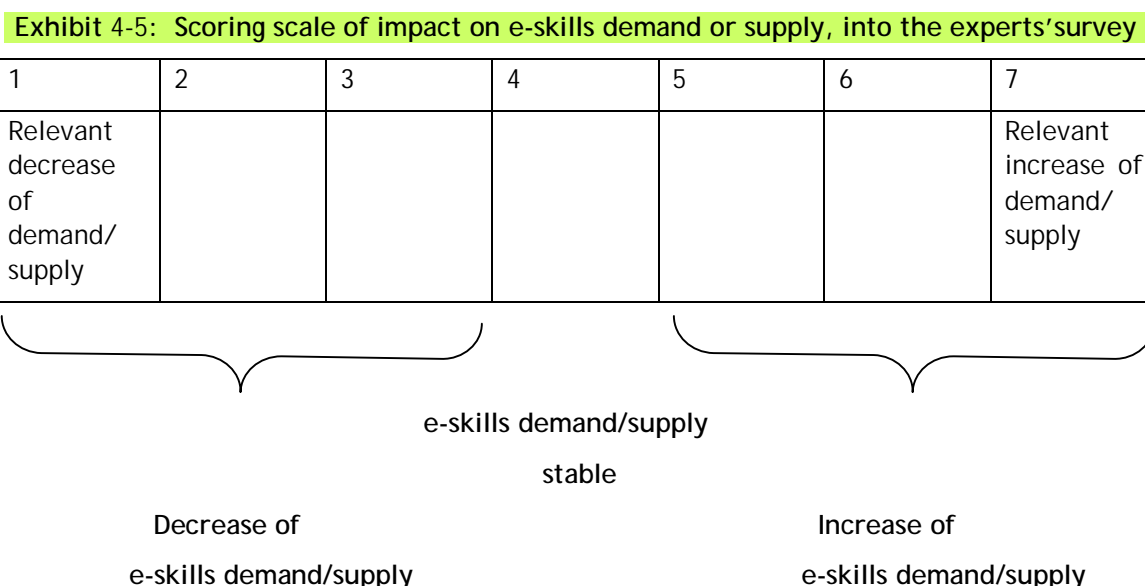 Exhibit 4-5: Scoring scale of impact on e-skills demand or supply, into the experts'survey
1 2 3 4 5 6 7
Relevant
decrease
of
demand/
supply
Relevant
increase of
demand/
supply
e-skills demand/supply
stable
Decrease of
e-skills demand/supply
Increase of
e-skills demand/supply